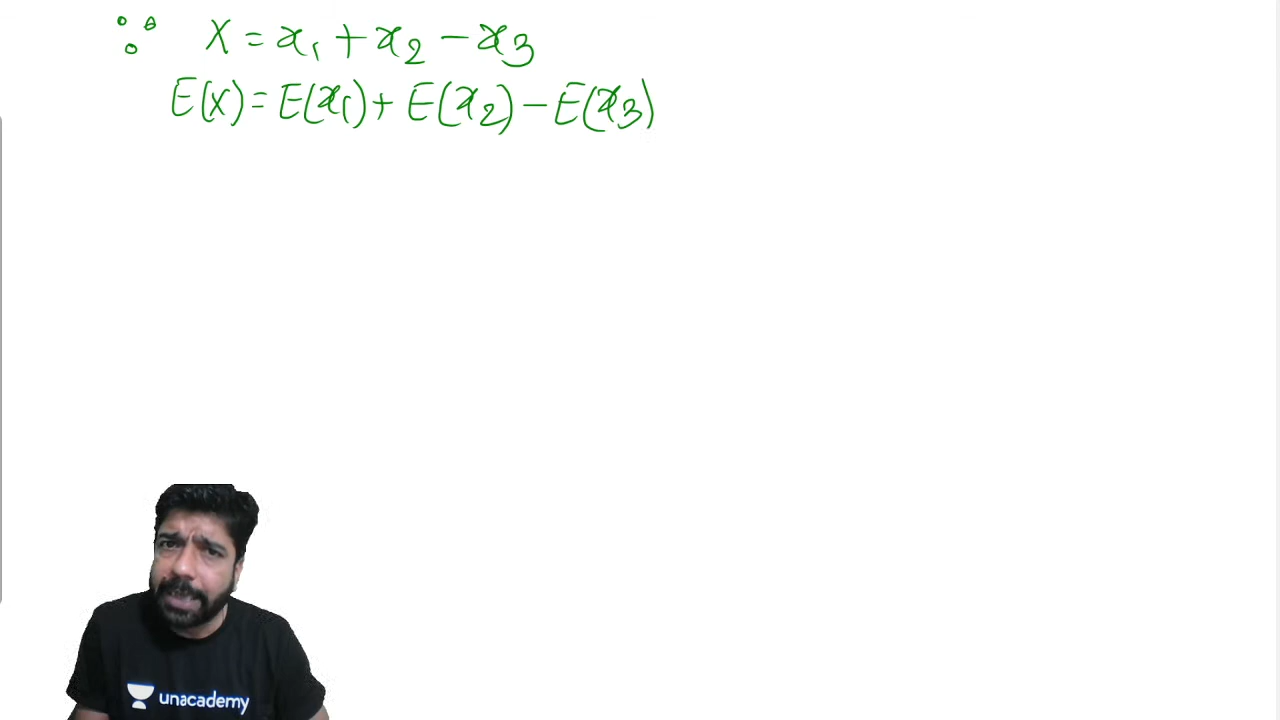 ∵ X = x₁ + x₂ - x₃
E(X) = E(x₁) + E(x₂) - E(x₃)
unacademy